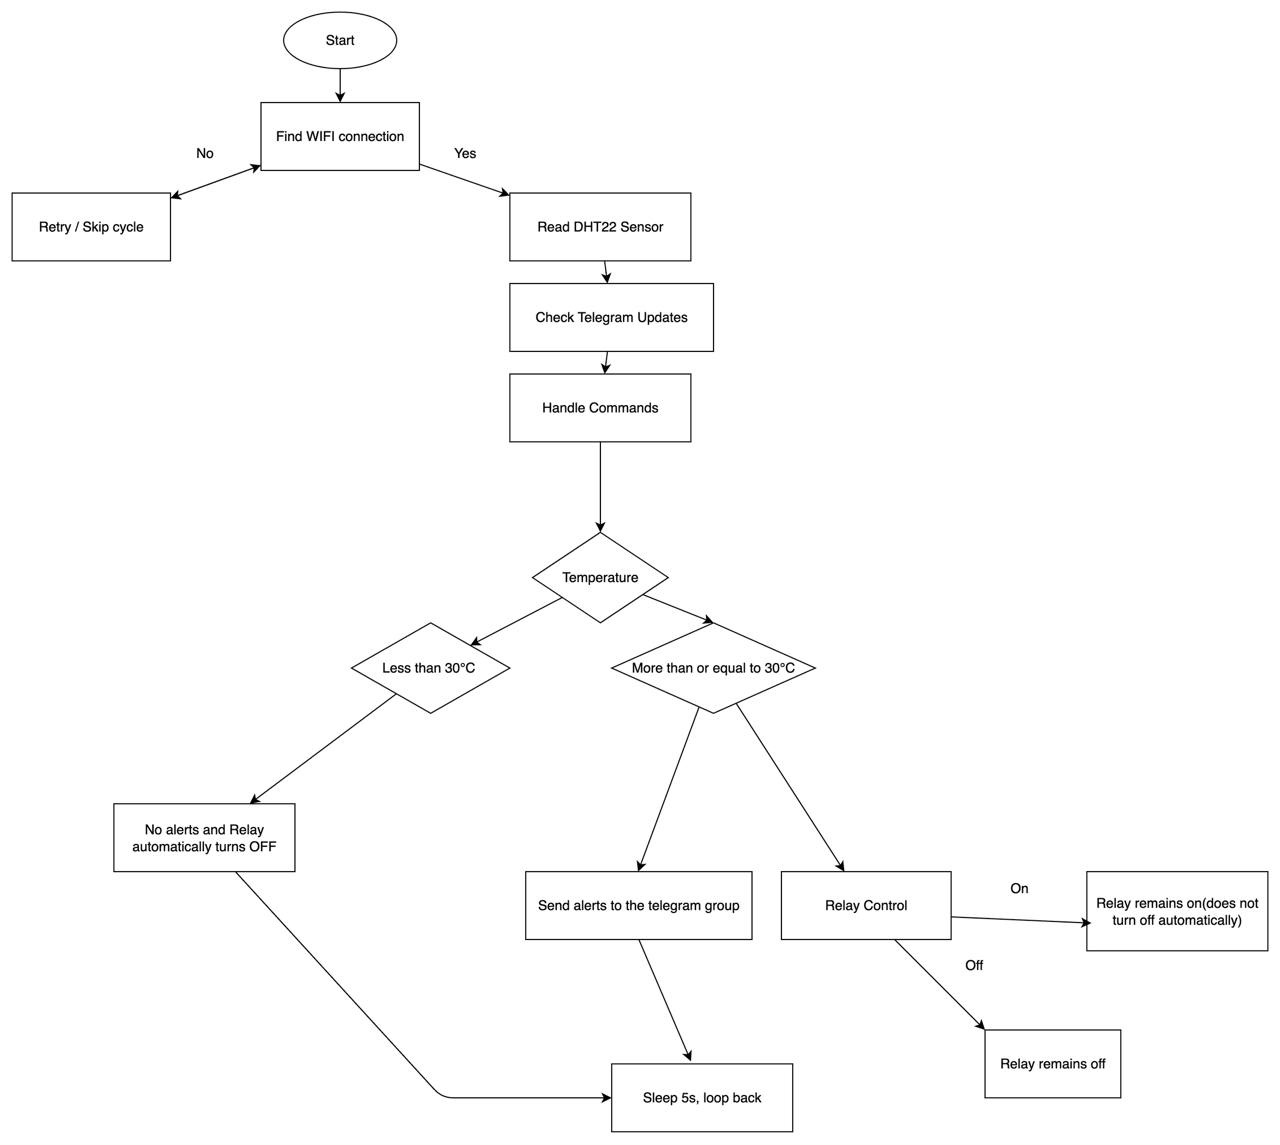 Start
Find WIFI connection
No
Yes
Retry / Skip cycle
Read DHT22 Sensor
Check Telegram Updates
Handle Commands
Temperature
Less than 30°C
More than or equal to 30°C
No alerts and Relay
automatically turns OFF
Send alerts to the telegram group
Relay Control
On
Relay remains on(does not
turn off automatically)
Off
Relay remains off
Sleep 5s, loop back